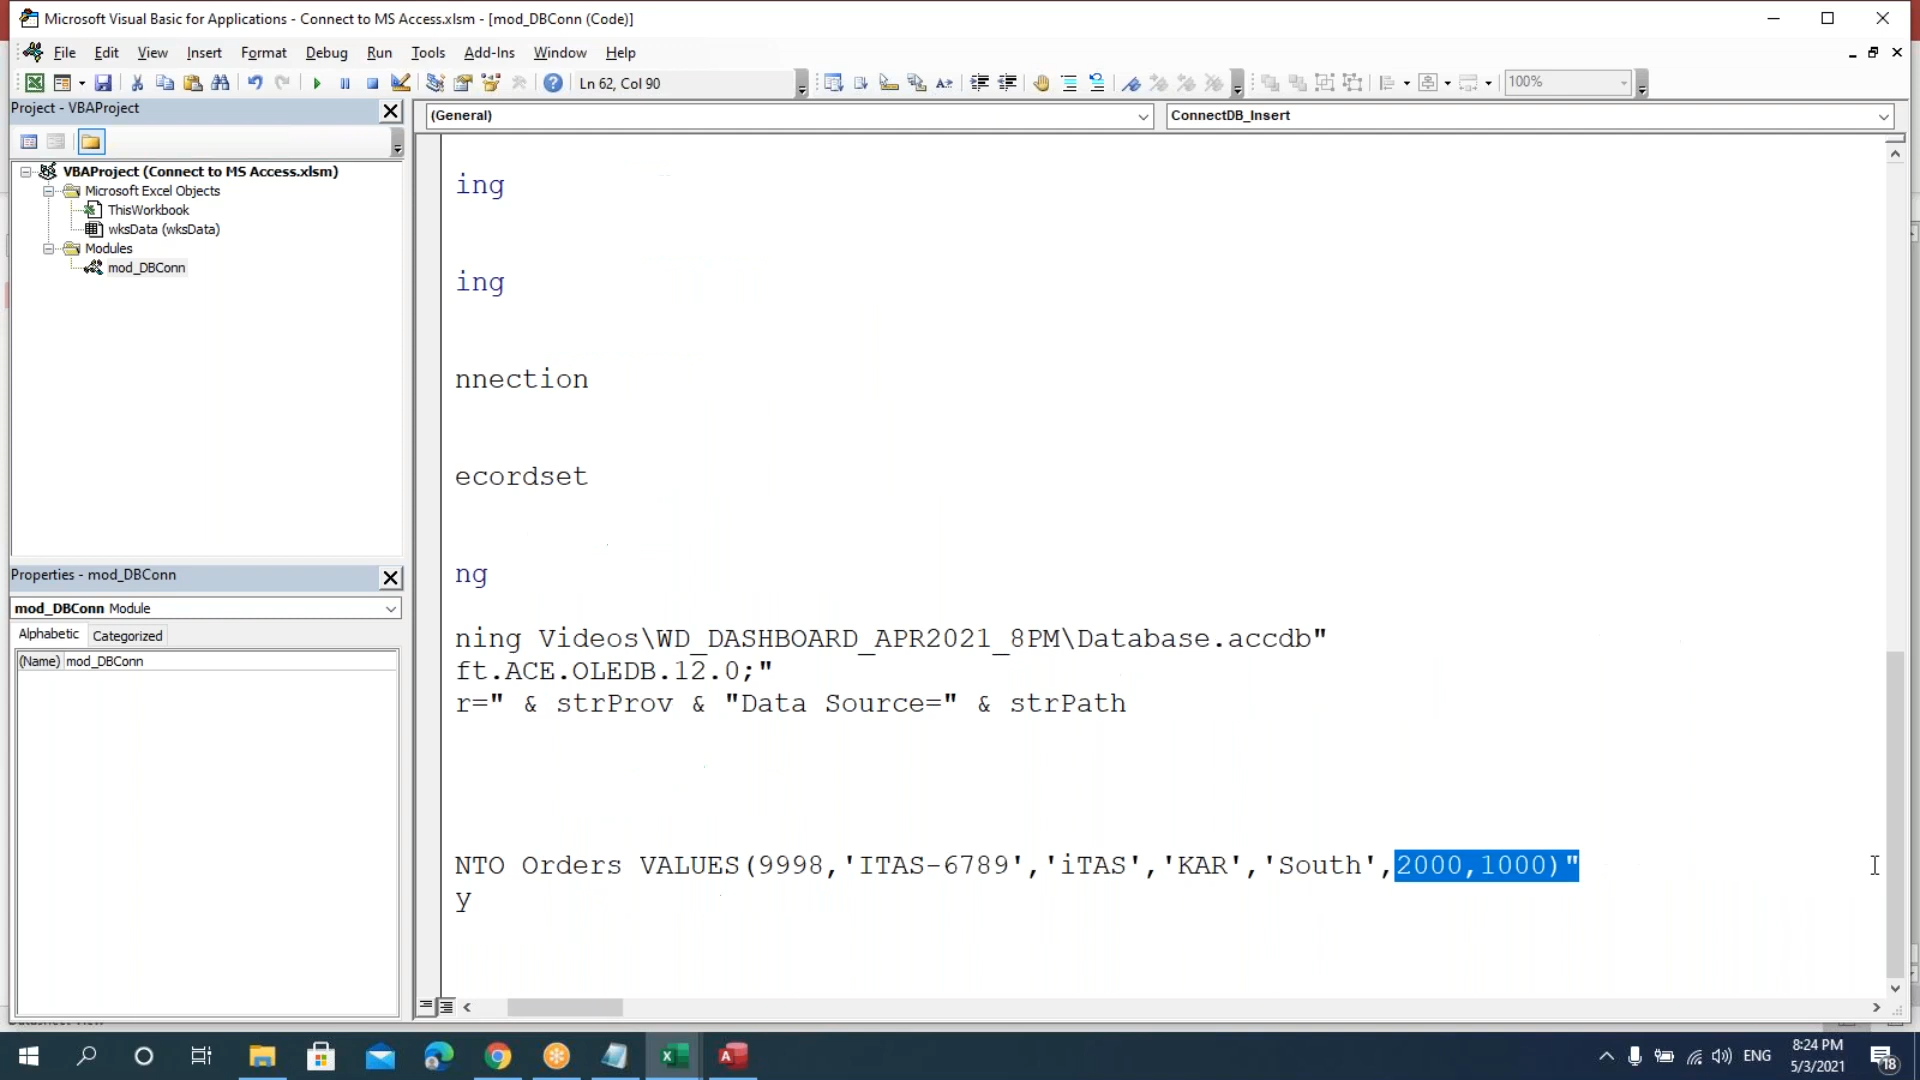 Microsoft Visual Basic for Applications - Connect to MS Access.xlsm - [mod_DBConn (Code)]
File Edit View Insert Format Debug Run Tools Add-Ins Window Help
Ln 62, Col 90
100%
Project - VBAProject
(General)
ConnectDB_Insert
VBAProject (Connect to MS Access.xlsm)
Microsoft Excel Objects
ThisWorkbook
wksData (wksData)
Modules
mod_DBConn
Properties - mod_DBConn
mod_DBConn Module
Alphabetic Categorized
(Name) mod_DBConn
ing
ing
nnection
ecordset
ng
ning Videos\WD_DASHBOARD_APR2021_8PM\Database.accdb"
ft.ACE.OLEDB.12.0;"
r=" & strProv & "Data Source=" & strPath
NTO Orders VALUES(9998,'ITAS-6789','iTAS','KAR','South',2000,1000)"
y
ENG
8:24 PM
5/3/2021
18